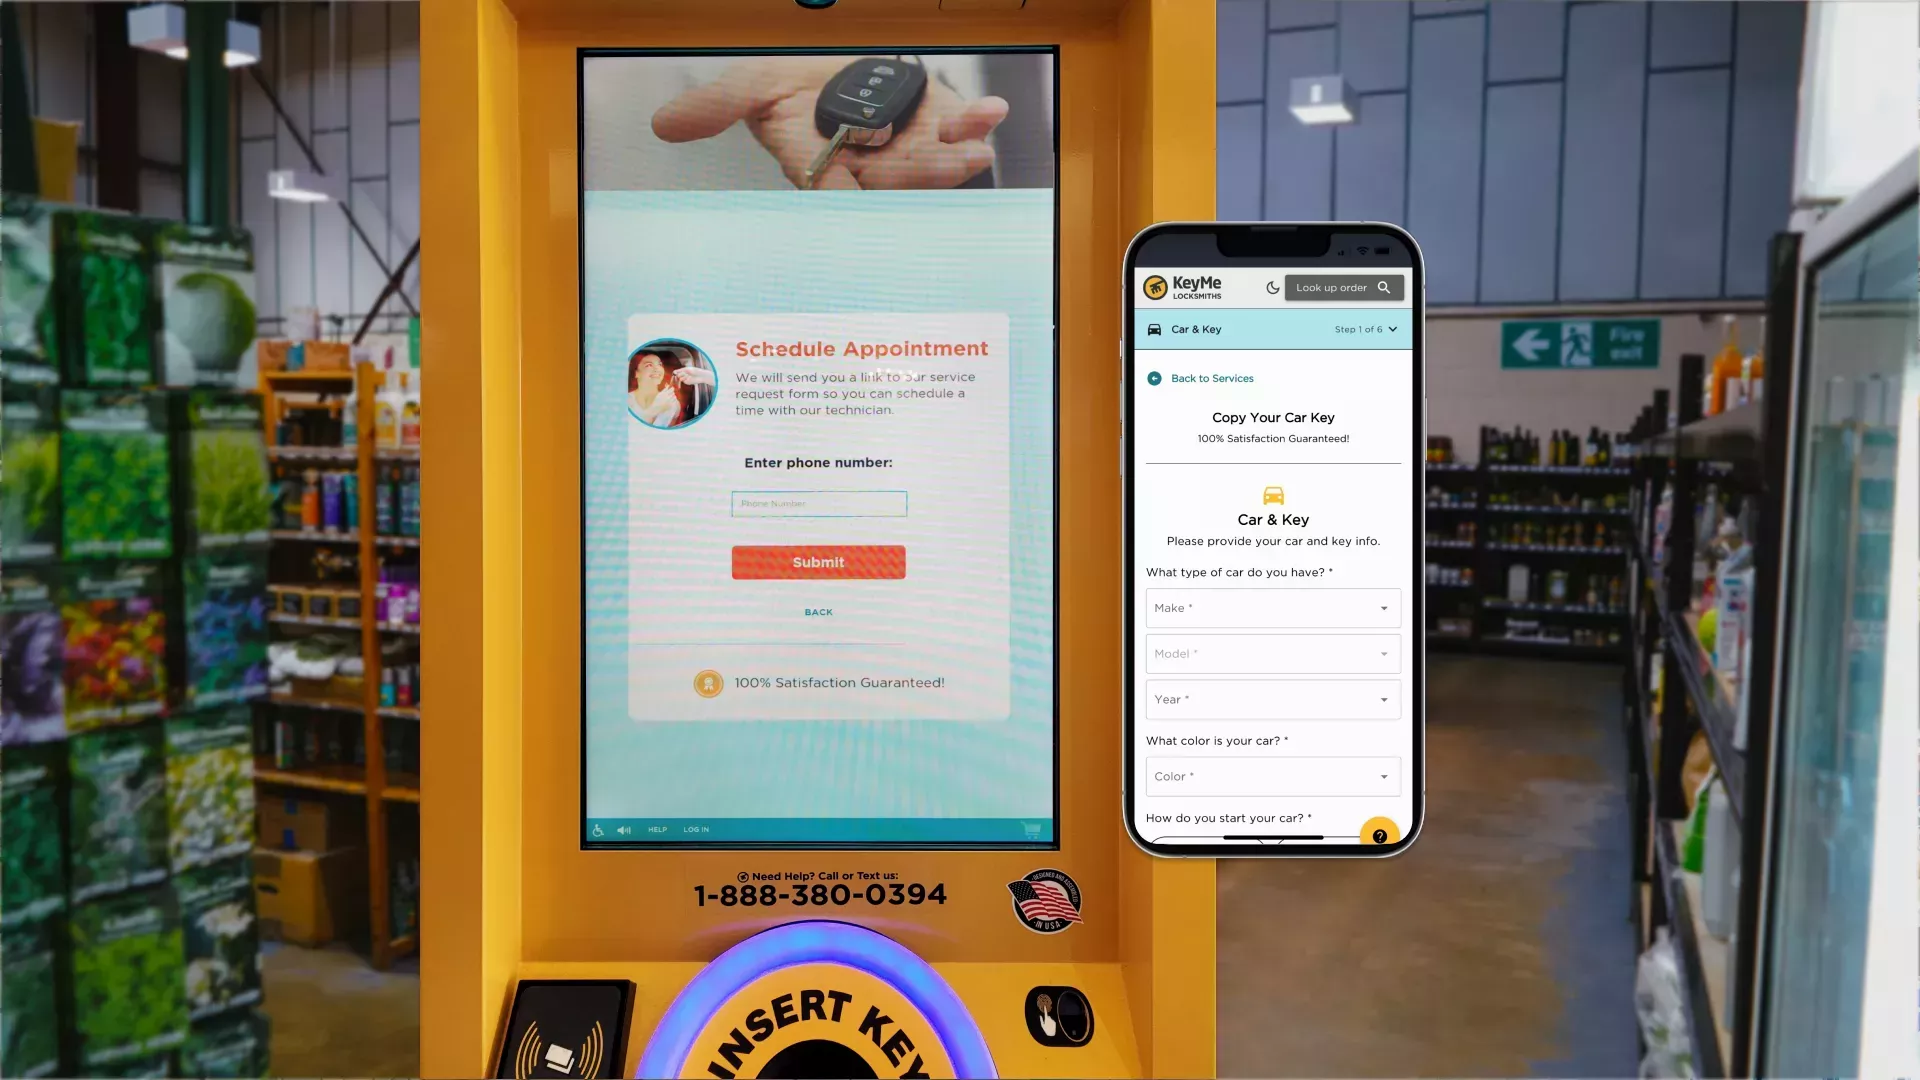 Schedule Appointment
We will send you a link to our service
request form so you can schedule a
time with our technician.
Enter phone number:
Phone Number
Submit
BACK
100% Satisfaction Guaranteed!
HELP
LOG IN
Need Help? Call or Text us:
1-888-380-0394
DESIGNED AND ASSEMBLED
IN USA
INSERT KEY
KeyMe
LOCKSMITHS
Look up order
Car & Key
Step 1 of 6
Back to Services
Copy Your Car Key
100% Satisfaction Guaranteed!
Car & Key
Please provide your car and key info.
What type of car do you have? *
Make *
Model *
Year *
What color is your car? *
Color *
How do you start your car? *
?
Fire
exit